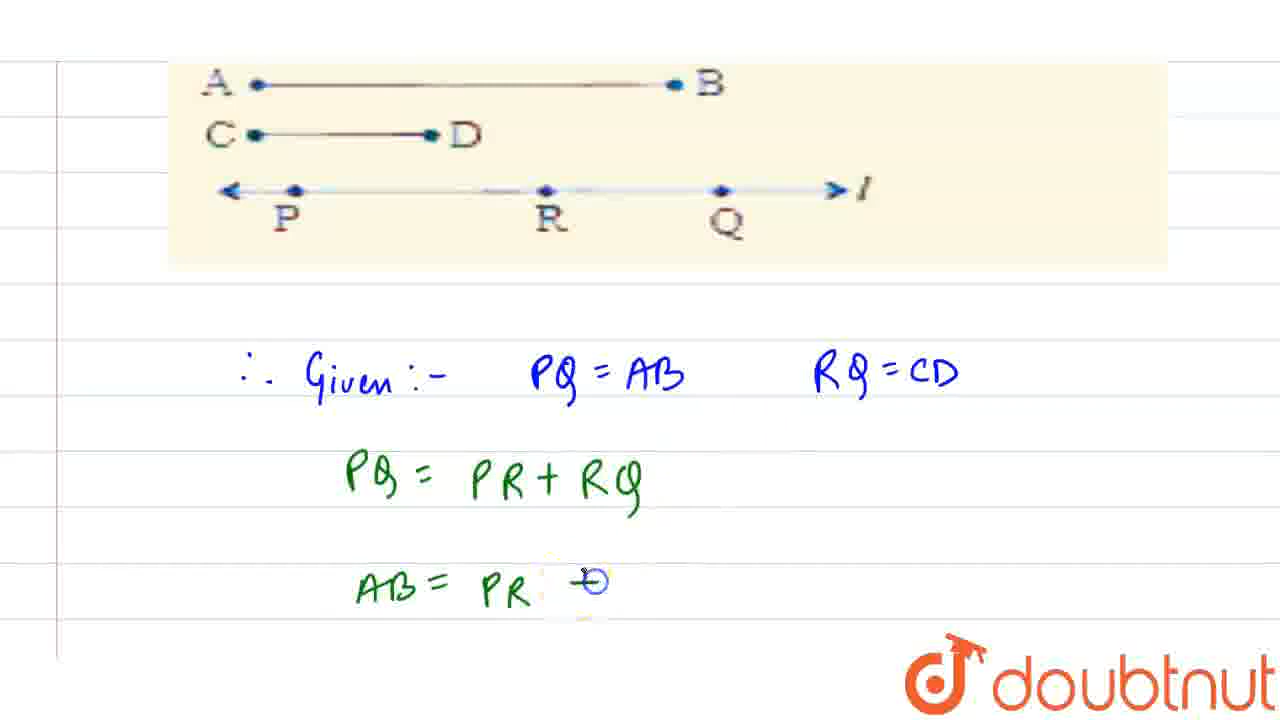 A B
C D
P R Q l
∴ Given :- PQ = AB RQ = CD
PQ = PR + RQ
AB = PR +
doubtnut